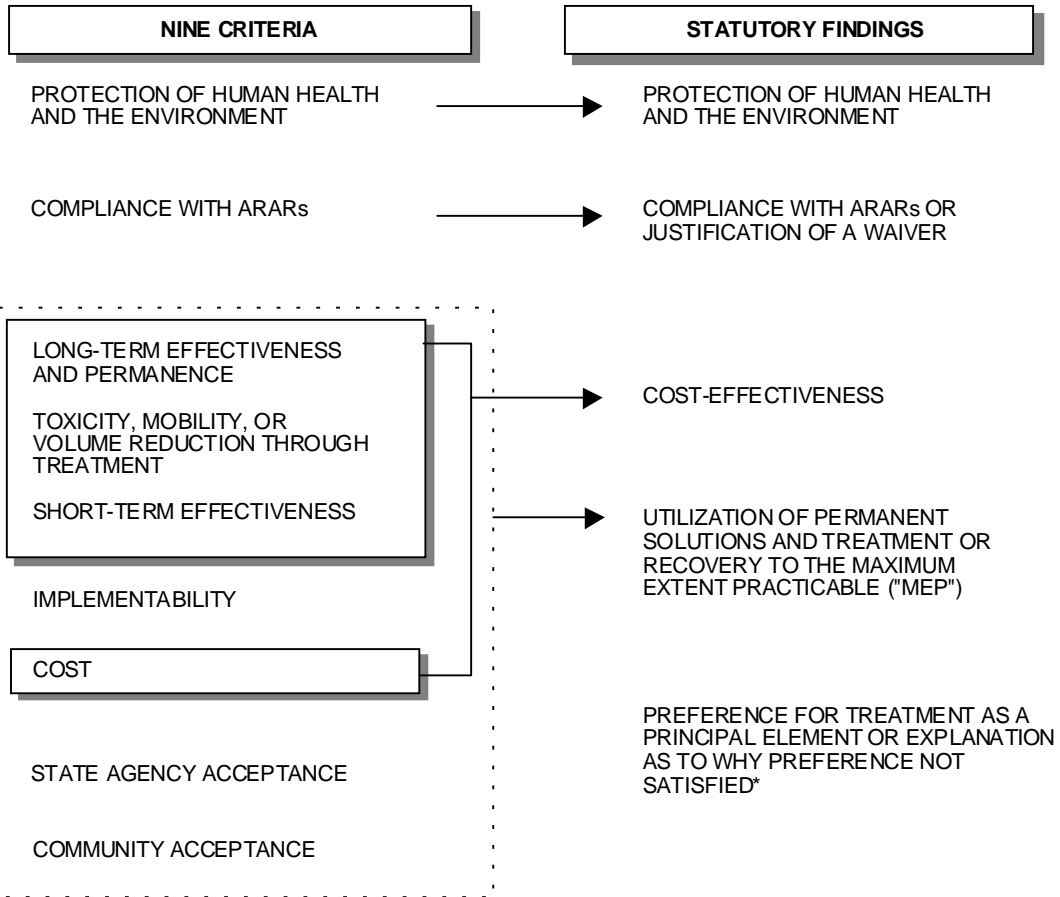 NINE CRITERIA
STATUTORY FINDINGS
PROTECTION OF HUMAN HEALTH
AND THE ENVIRONMENT
PROTECTION OF HUMAN HEALTH
AND THE ENVIRONMENT
COMPLIANCE WITH ARARs
COMPLIANCE WITH ARARs OR
JUSTIFICATION OF A WAIVER
LONG-TERM EFFECTIVENESS
AND PERMANENCE
TOXICITY, MOBILITY, OR
VOLUME REDUCTION THROUGH
TREATMENT
SHORT-TERM EFFECTIVENESS
IMPLEMENTABILITY
COST
STATE AGENCY ACCEPTANCE
COMMUNITY ACCEPTANCE
COST-EFFECTIVENESS
UTILIZATION OF PERMANENT
SOLUTIONS AND TREATMENT OR
RECOVERY TO THE MAXIMUM
EXTENT PRACTICABLE ("MEP")
PREFERENCE FOR TREATMENT AS A
PRINCIPAL ELEMENT OR EXPLANATION
AS TO WHY PREFERENCE NOT
SATISFIED*